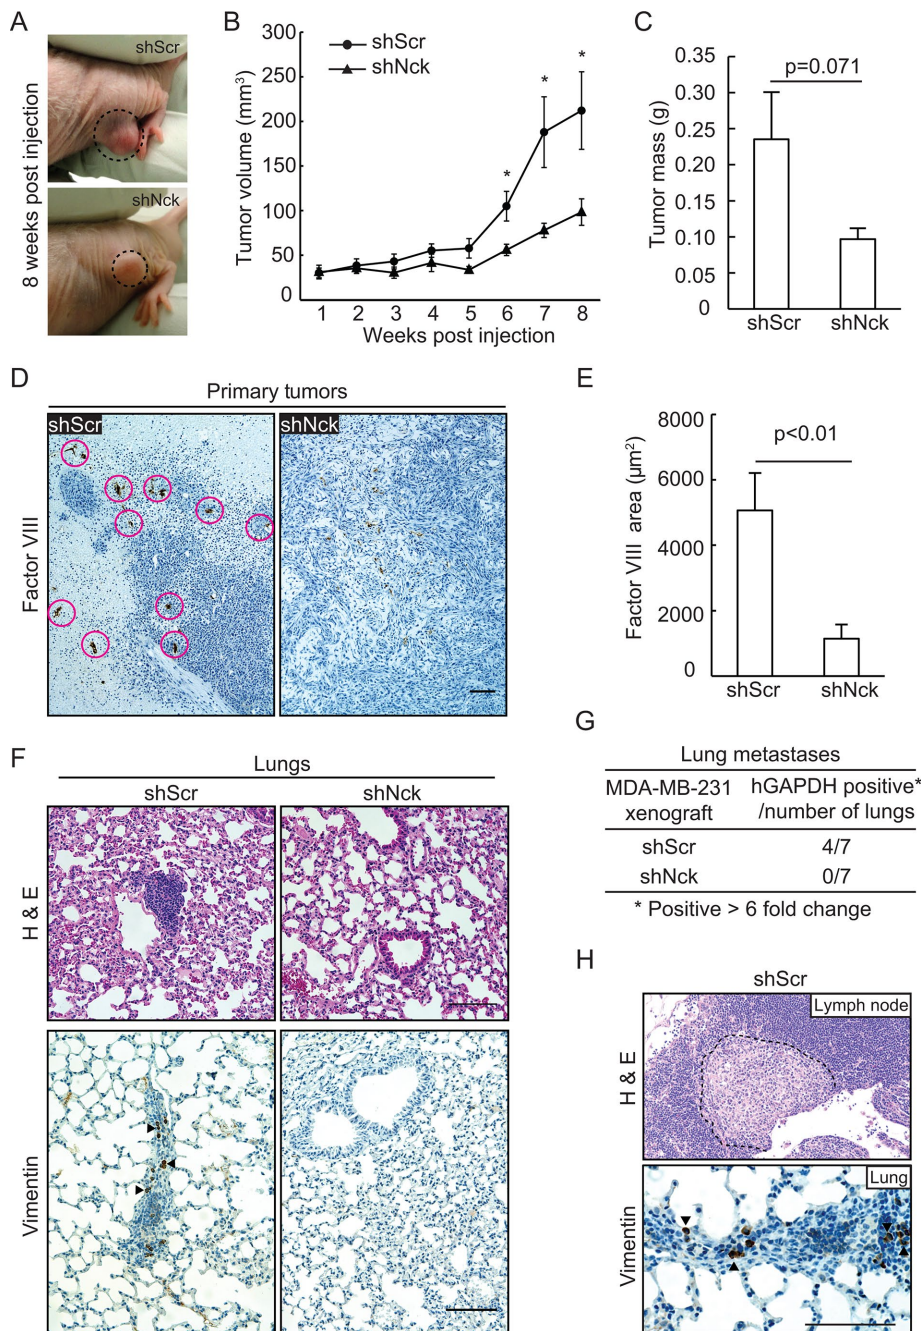 A
8 weeks post injection
shScr
shNck
B
Tumor volume (mm³)
300
250
200
150
100
50
0
shScr
shNck
*
*
*
1 2 3 4 5 6 7 8
Weeks post injection
C
Tumor mass (g)
0.35
0.30
0.25
0.20
0.15
0.10
0.05
0
p=0.071
shScr
shNck
D
Primary tumors
Factor VIII
shScr
shNck
E
Factor VIII area (µm²)
8000
6000
4000
2000
0
p<0.01
shScr
shNck
F
Lungs
shScr
shNck
H & E
Vimentin
G
Lung metastases
MDA-MB-231 hGAPDH positive*
xenograft /number of lungs
shScr 4/7
shNck 0/7
* Positive > 6 fold change
H
shScr
H & E
Lymph node
Vimentin
Lung